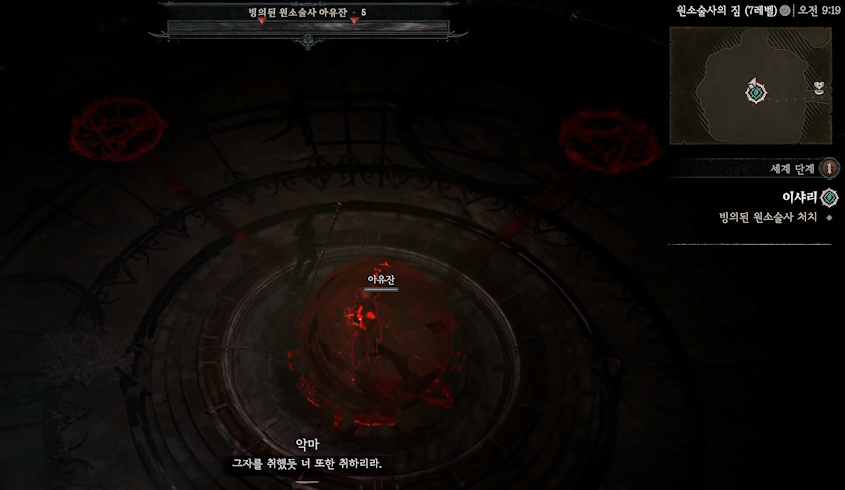 빙의된 원소술사 아유잔 · 5
원소술사의 짐 (7레벨) | 오전 9:19
세계 단계
이샤리
빙의된 원소술사 처치
아유잔
악마
그자를 취했듯 너 또한 취하리라.